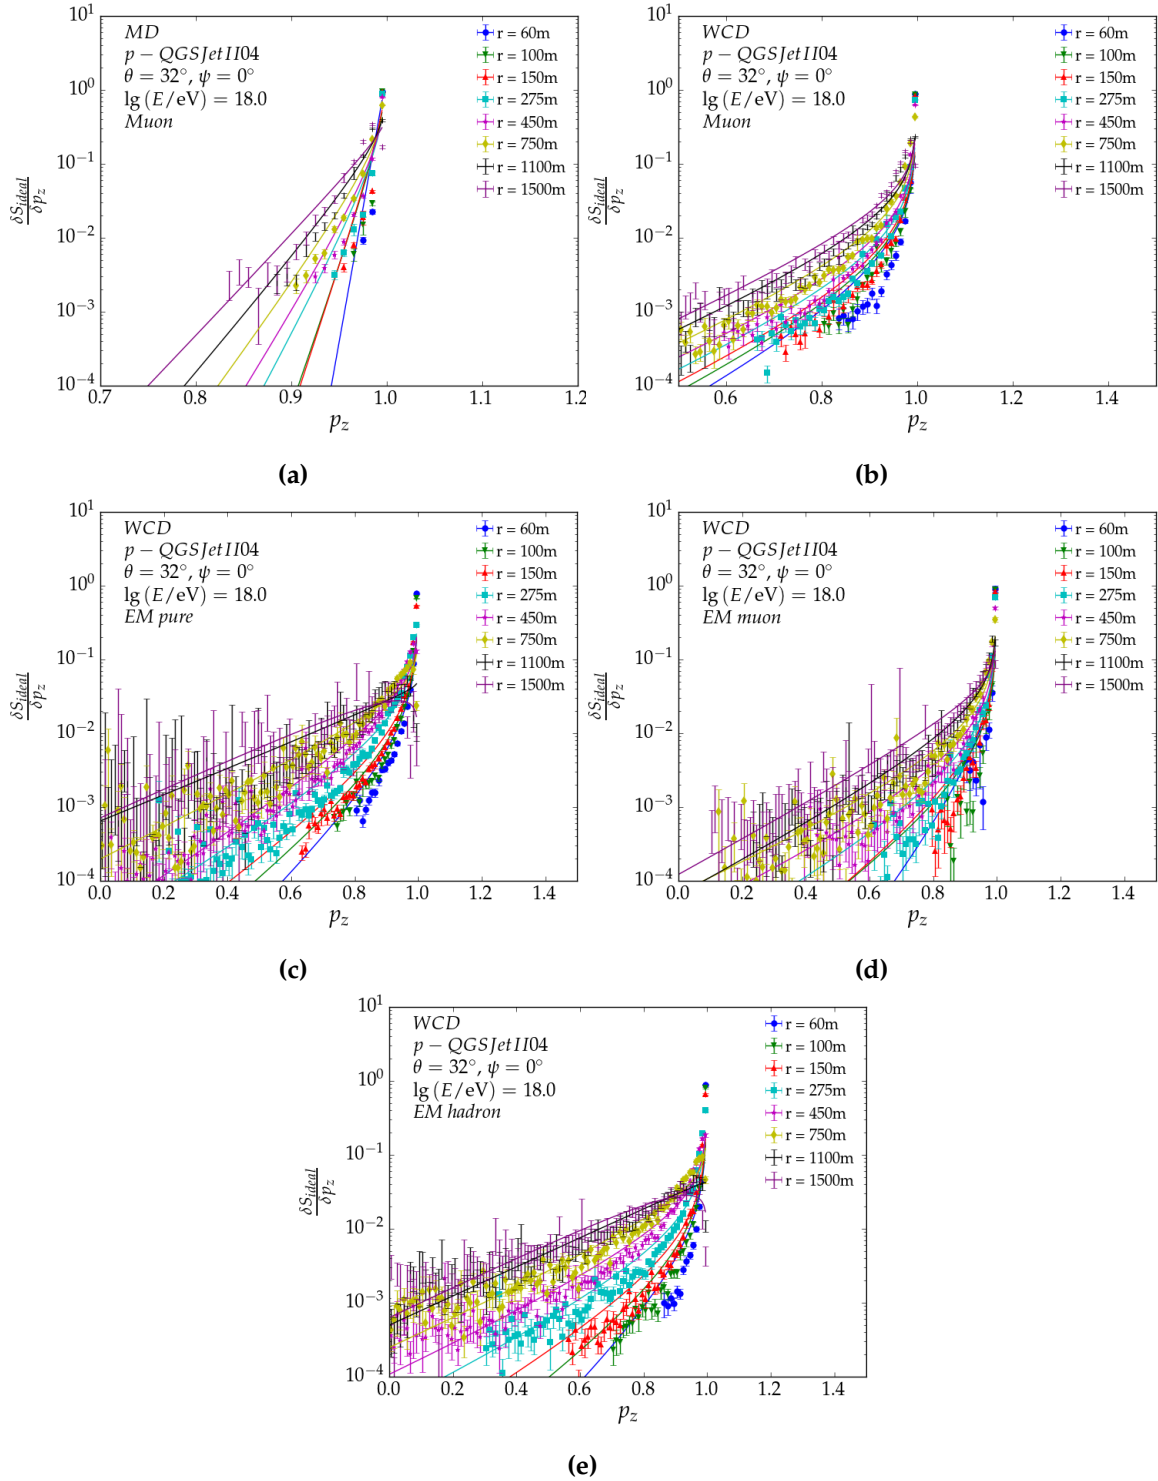 MD
p − QGSJetII04
θ = 32°, ψ = 0°
lg (E/eV) = 18.0
Muon
r = 60m
r = 100m
r = 150m
r = 275m
r = 450m
r = 750m
r = 1100m
r = 1500m
10^1
10^0
10^-1
10^-2
10^-3
10^-4
δS_ideal
δp_z
0.7 0.8 0.9 1.0 1.1 1.2
p_z
(a)
WCD
p − QGSJetII04
θ = 32°, ψ = 0°
lg (E/eV) = 18.0
Muon
r = 60m
r = 100m
r = 150m
r = 275m
r = 450m
r = 750m
r = 1100m
r = 1500m
10^1
10^0
10^-1
10^-2
10^-3
10^-4
δS_ideal
δp_z
0.6 0.8 1.0 1.2 1.4
p_z
(b)
WCD
p − QGSJetII04
θ = 32°, ψ = 0°
lg (E/eV) = 18.0
EM pure
r = 60m
r = 100m
r = 150m
r = 275m
r = 450m
r = 750m
r = 1100m
r = 1500m
10^1
10^0
10^-1
10^-2
10^-3
10^-4
δS_ideal
δp_z
0.0 0.2 0.4 0.6 0.8 1.0 1.2 1.4
p_z
(c)
WCD
p − QGSJetII04
θ = 32°, ψ = 0°
lg (E/eV) = 18.0
EM muon
r = 60m
r = 100m
r = 150m
r = 275m
r = 450m
r = 750m
r = 1100m
r = 1500m
10^1
10^0
10^-1
10^-2
10^-3
10^-4
δS_ideal
δp_z
0.0 0.2 0.4 0.6 0.8 1.0 1.2 1.4
p_z
(d)
WCD
p − QGSJetII04
θ = 32°, ψ = 0°
lg (E/eV) = 18.0
EM hadron
r = 60m
r = 100m
r = 150m
r = 275m
r = 450m
r = 750m
r = 1100m
r = 1500m
10^1
10^0
10^-1
10^-2
10^-3
10^-4
δS_ideal
δp_z
0.0 0.2 0.4 0.6 0.8 1.0 1.2 1.4
p_z
(e)